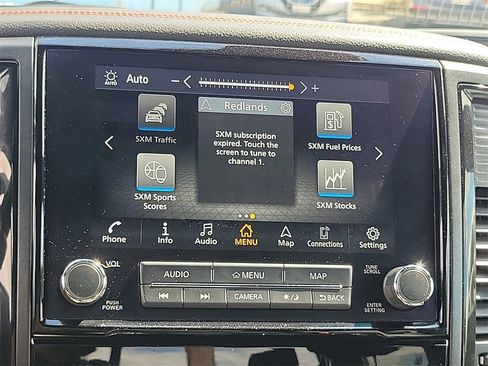 AUTO
Auto
− +
Redlands
SXM subscription
expired. Touch the
screen to tune to
channel 1.
SXM Traffic
SXM Fuel Prices
SXM Sports
Scores
SXM Stocks
Phone
Info
Audio
MENU
Map
Connections
Settings
VOL
PUSH
POWER
AUDIO
MENU
MAP
CAMERA
BACK
TUNE
SCROLL
ENTER
SETTING